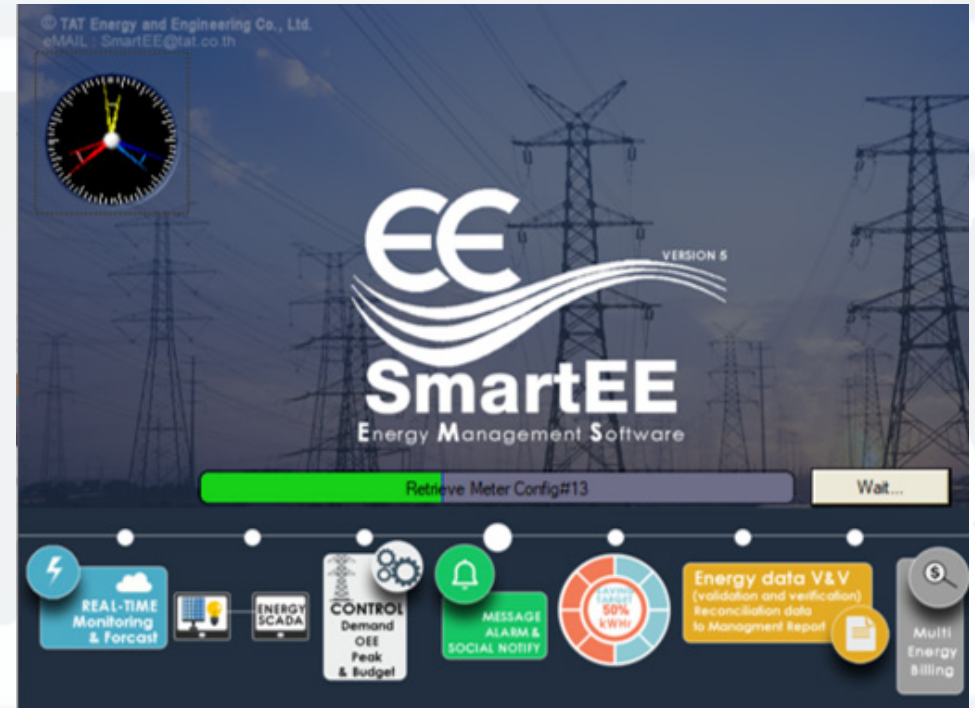 © TAT Energy and Engineering Co., Ltd.
eMAIL : SmartEE@tat.co.th
EE
VERSION 5
SmartEE
Energy Management Software
Retrieve Meter Config#13
Wait...
REAL-TIME
Monitoring
& Forcast
ENERGY
SCADA
CONTROL
Demand
OEE
Peak
& Budget
MESSAGE
ALARM &
SOCIAL NOTIFY
SAVING
TARGET
50%
kWHr
Energy data V&V
(validation and verification)
Reconciliation data
to Managment Report
$
Multi
Energy
Billing